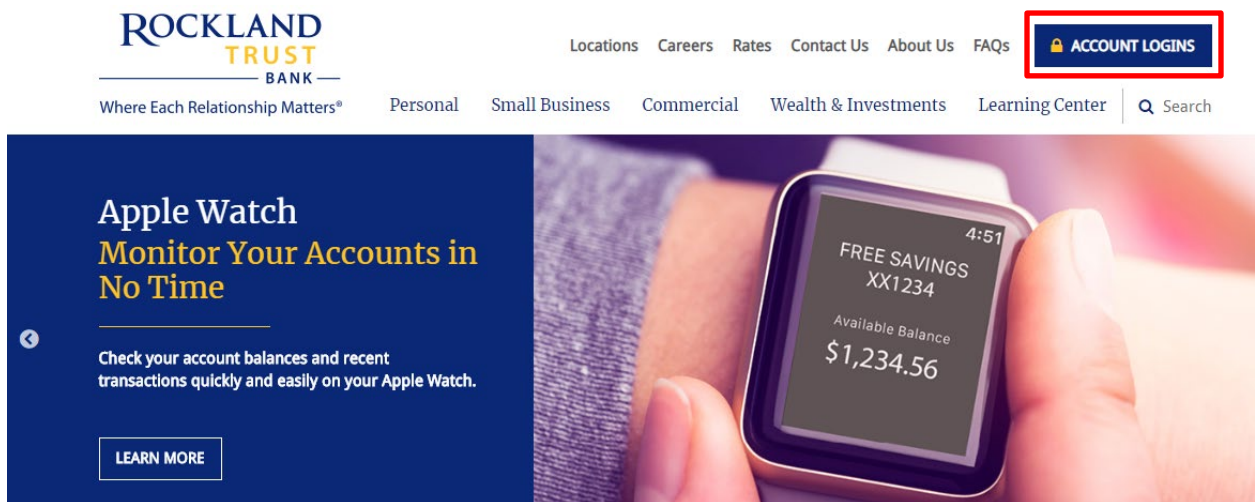 ROCKLAND
TRUST
BANK
Where Each Relationship Matters®
Locations Careers Rates Contact Us About Us FAQs ACCOUNT LOGINS
Personal Small Business Commercial Wealth & Investments Learning Center Search
Apple Watch
Monitor Your Accounts in
No Time
Check your account balances and recent
transactions quickly and easily on your Apple Watch.
LEARN MORE
4:51
FREE SAVINGS
XX1234
Available Balance
$1,234.56